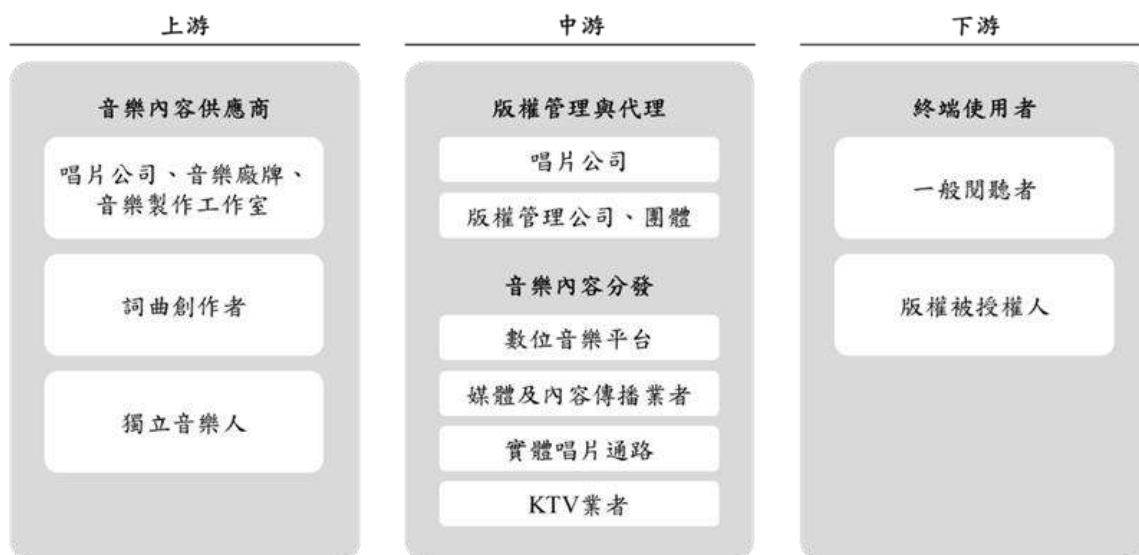 上游
音樂內容供應商
唱片公司、音樂廠牌、
音樂製作工作室
詞曲創作者
獨立音樂人
中游
版權管理與代理
唱片公司
版權管理公司、團體
音樂內容分發
數位音樂平台
媒體及內容傳播業者
實體唱片通路
KTV業者
下游
終端使用者
一般閱聽者
版權被授權人